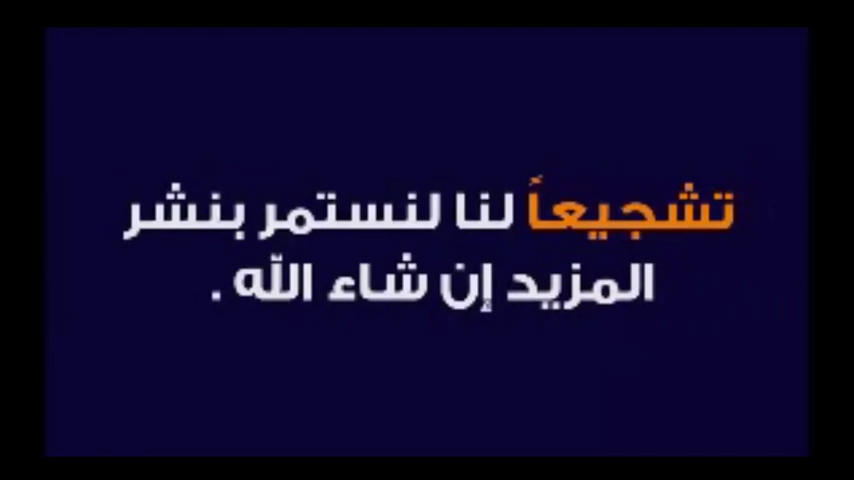 تشجيعاً لنا لنستمر بنشر
المزيد إن شاء الله .